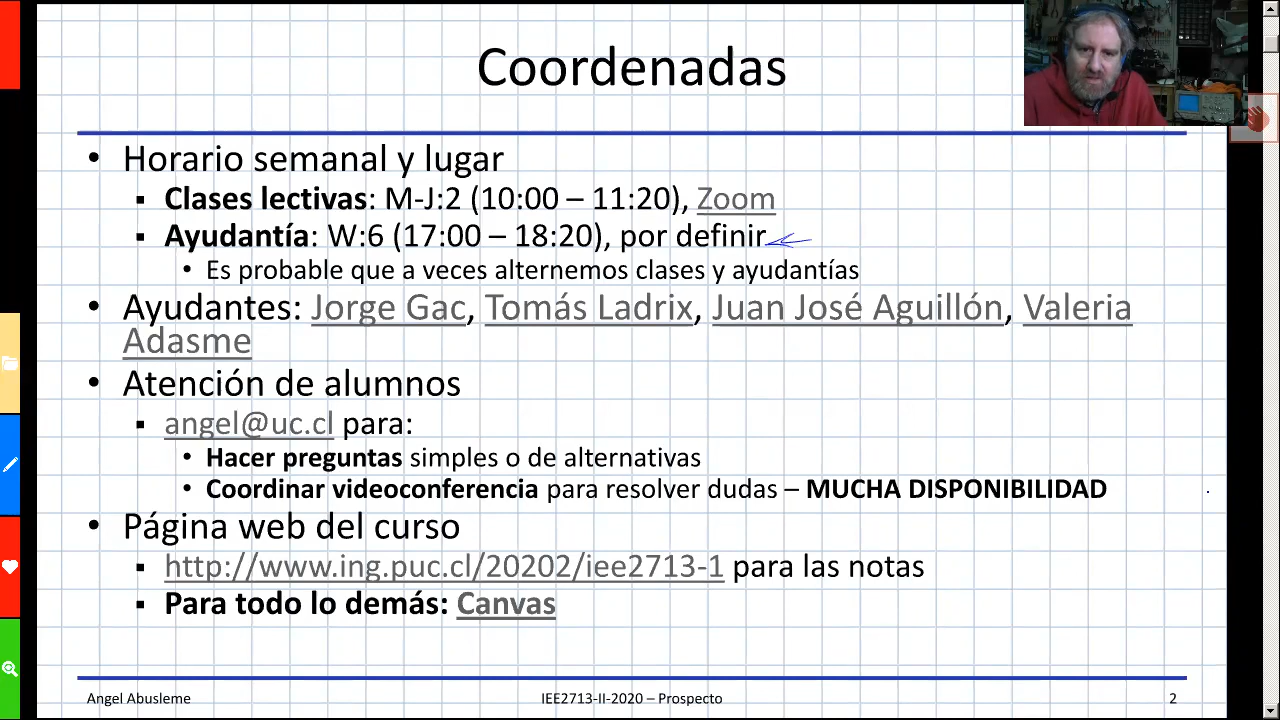 Coordenadas
• Horario semanal y lugar
▪ Clases lectivas: M-J:2 (10:00 – 11:20), Zoom
▪ Ayudantía: W:6 (17:00 – 18:20), por definir
• Es probable que a veces alternemos clases y ayudantías
• Ayudantes: Jorge Gac, Tomás Ladrix, Juan José Aguillón, Valeria
Adasme
• Atención de alumnos
▪ angel@uc.cl para:
• Hacer preguntas simples o de alternativas
• Coordinar videoconferencia para resolver dudas – MUCHA DISPONIBILIDAD
• Página web del curso
▪ http://www.ing.puc.cl/20202/iee2713-1 para las notas
▪ Para todo lo demás: Canvas
Angel Abusleme
IEE2713-II-2020 – Prospecto
2